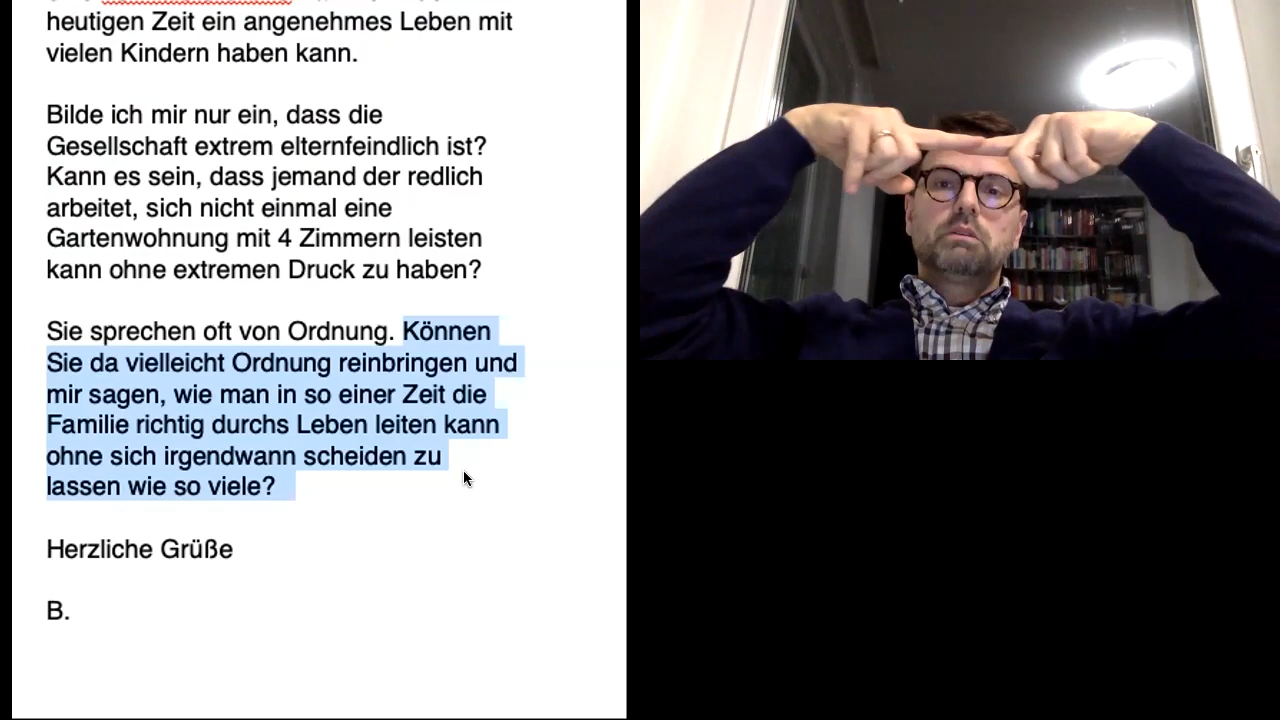 heutigen Zeit ein angenehmes Leben mit
vielen Kindern haben kann.
Bilde ich mir nur ein, dass die
Gesellschaft extrem elternfeindlich ist?
Kann es sein, dass jemand der redlich
arbeitet, sich nicht einmal eine
Gartenwohnung mit 4 Zimmern leisten
kann ohne extremen Druck zu haben?
Sie sprechen oft von Ordnung. Können
Sie da vielleicht Ordnung reinbringen und
mir sagen, wie man in so einer Zeit die
Familie richtig durchs Leben leiten kann
ohne sich irgendwann scheiden zu
lassen wie so viele?
Herzliche Grüße
B.